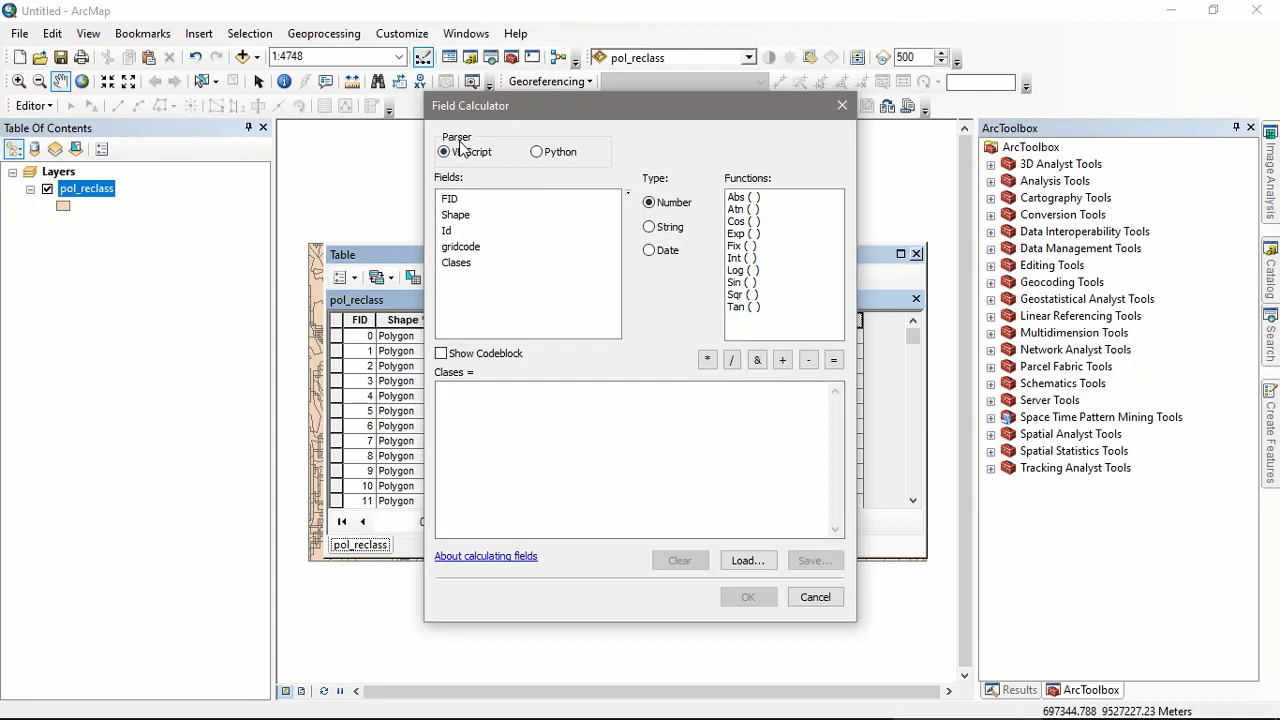 Untitled - ArcMap
File Edit View Bookmarks Insert Selection Geoprocessing Customize Windows Help
1:4748
pol_reclass
500
Georeferencing
Editor
Table Of Contents
Layers
pol_reclass
Table
pol_reclass
FID Shape *
0 Polygon
1 Polygon
2 Polygon
3 Polygon
4 Polygon
5 Polygon
6 Polygon
7 Polygon
8 Polygon
9 Polygon
10 Polygon
11 Polygon
pol_reclass
Field Calculator
Parser
Python
Fields:
FID
Shape
Id
gridcode
Clases
Type:
Number
String
Date
Functions:
Abs ( )
Atn ( )
Cos ( )
Exp ( )
Fix ( )
Int ( )
Log ( )
Sin ( )
Sqr ( )
Tan ( )
Show Codeblock
* / & + - =
Clases =
About calculating fields
Clear Load... Save...
OK Cancel
ArcToolbox
ArcToolbox
3D Analyst Tools
Analysis Tools
Cartography Tools
Conversion Tools
Data Interoperability Tools
Data Management Tools
Editing Tools
Geocoding Tools
Geostatistical Analyst Tools
Linear Referencing Tools
Multidimension Tools
Network Analyst Tools
Parcel Fabric Tools
Schematics Tools
Server Tools
Space Time Pattern Mining Tools
Spatial Analyst Tools
Spatial Statistics Tools
Tracking Analyst Tools
Results ArcToolbox
Image Analysis
Catalog
Search
Create Features
697344.788 9527227.23 Meters